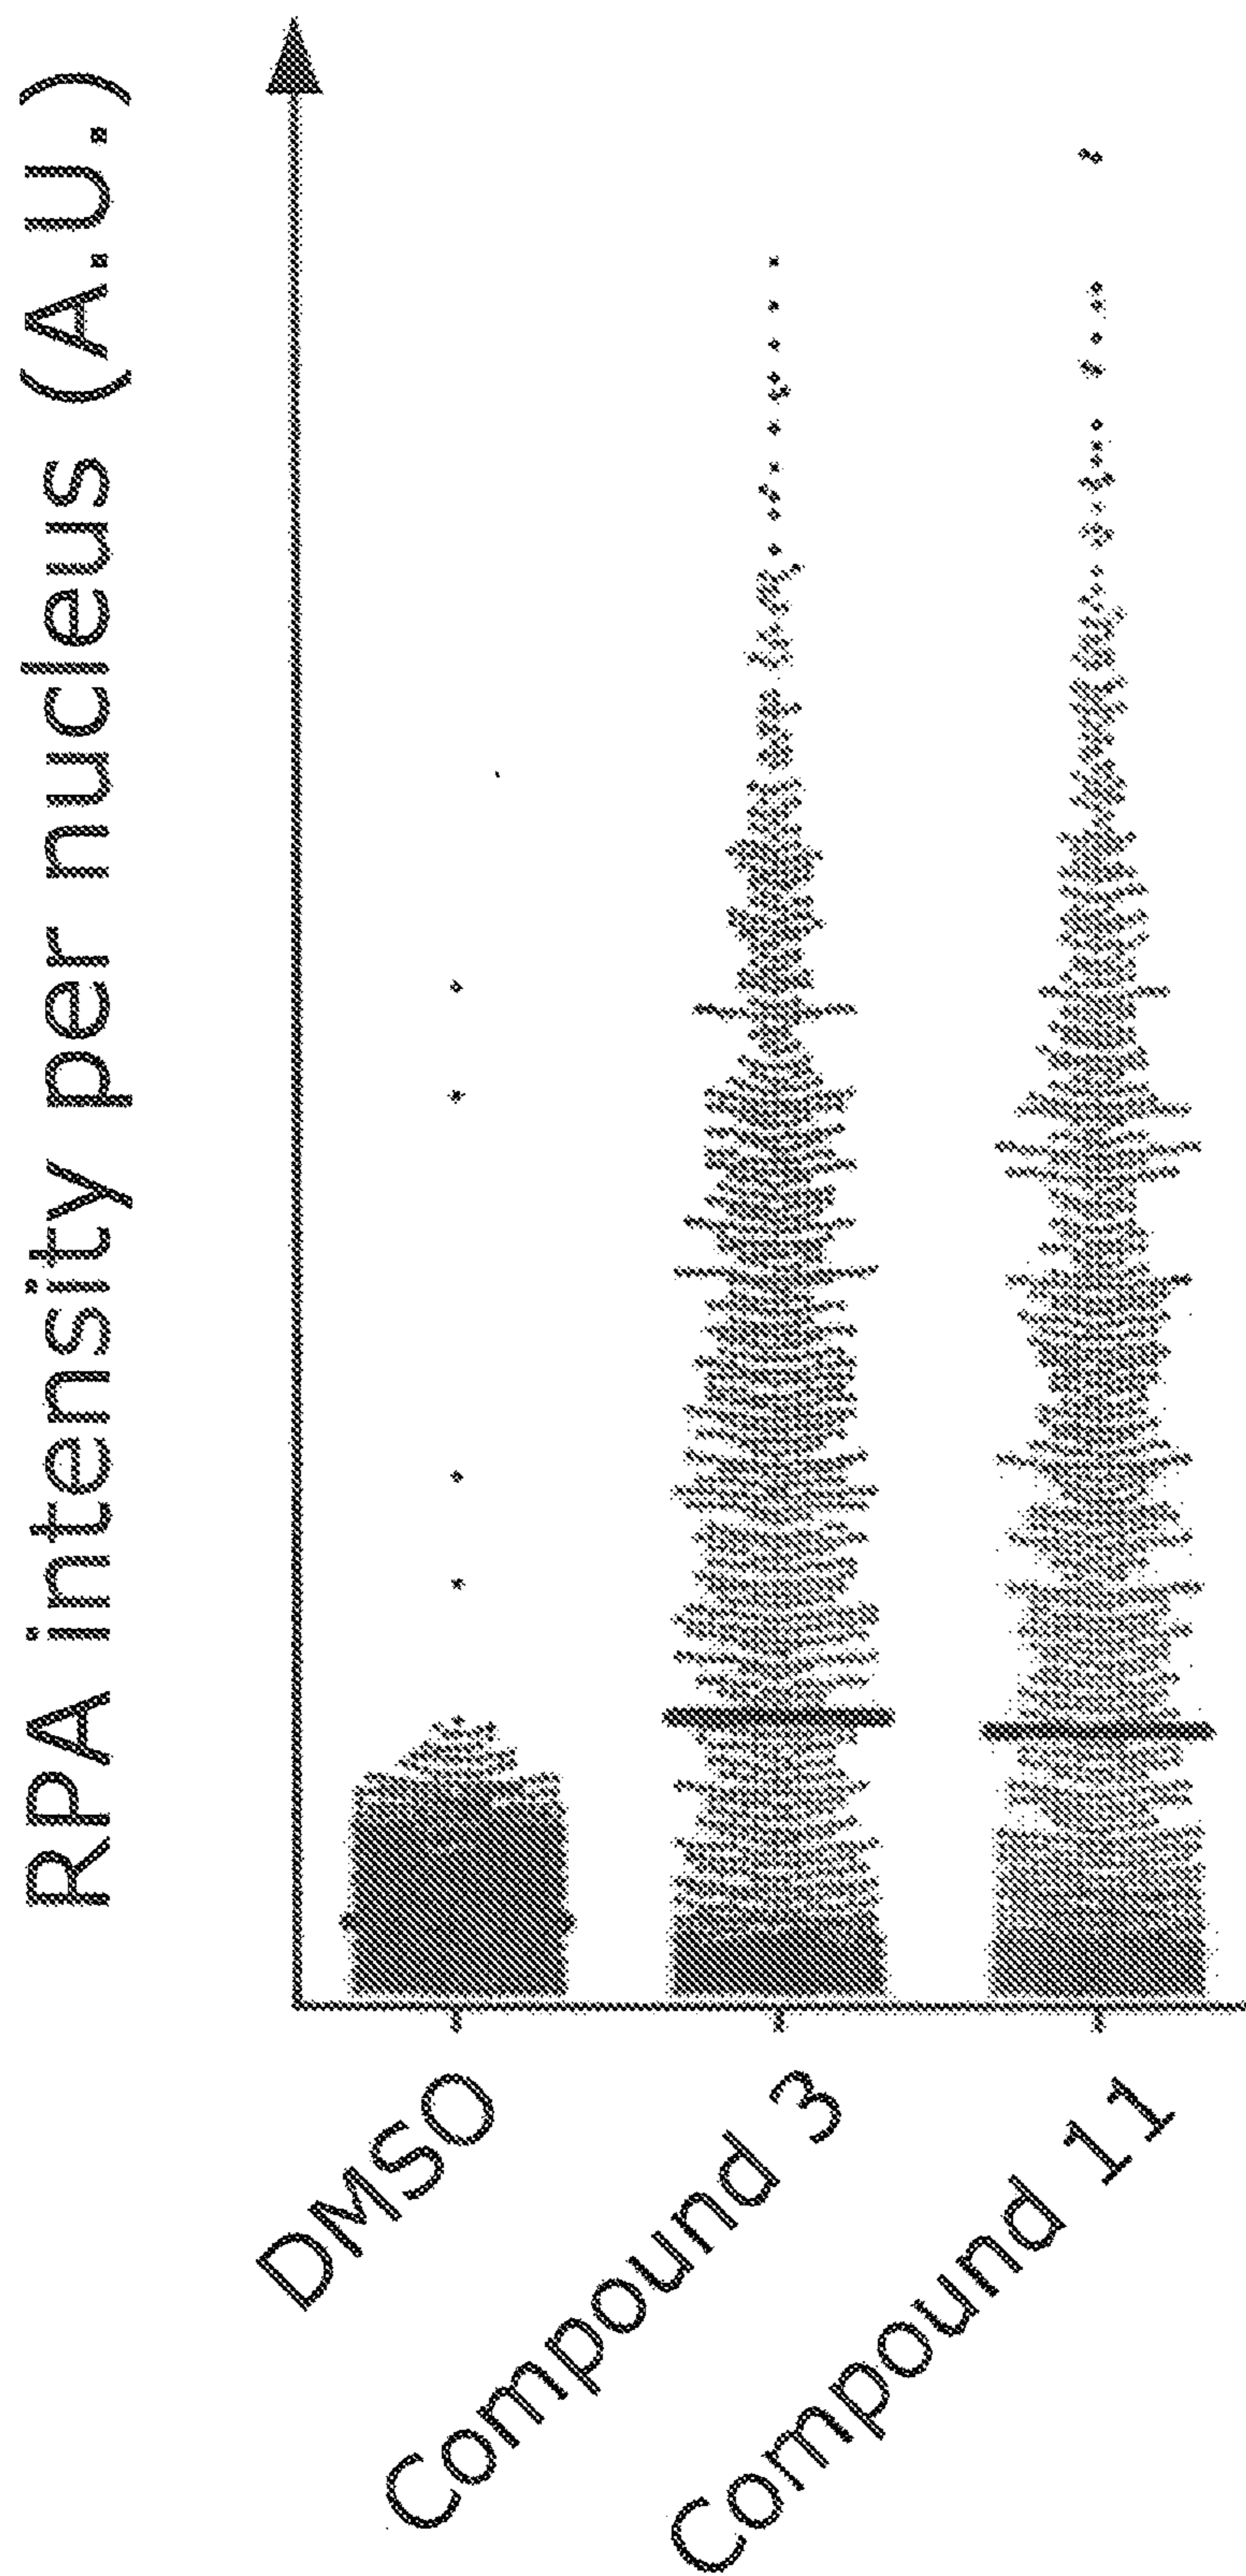 RPA intensity per nucleus (A.U.)
DMSO
Compound 3
Compound 11